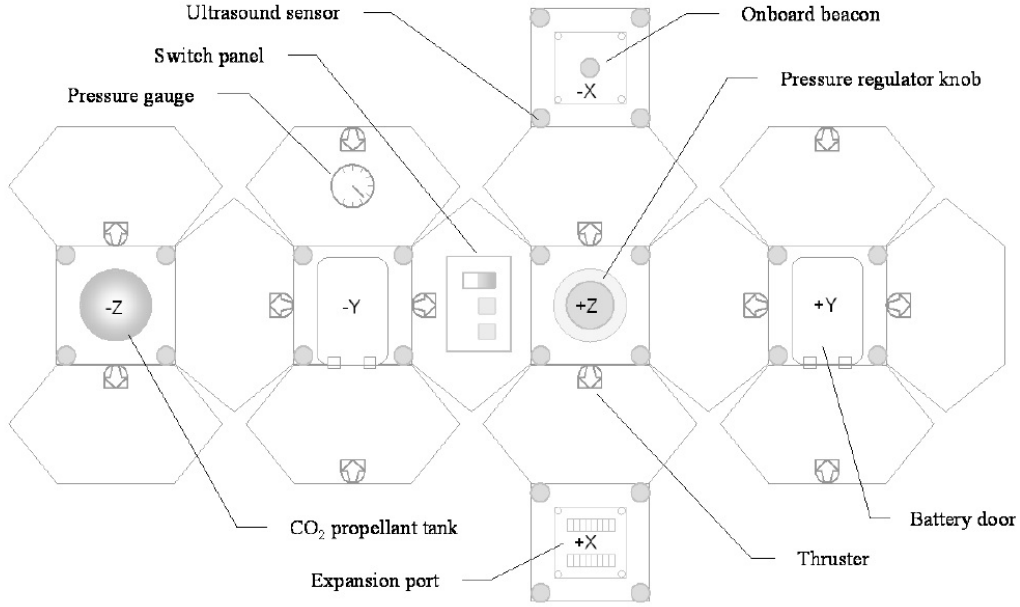 Ultrasound sensor
Onboard beacon
Switch panel
Pressure regulator knob
Pressure gauge
-X
-Z
-Y
+Z
+Y
CO₂ propellant tank
+X
Battery door
Thruster
Expansion port